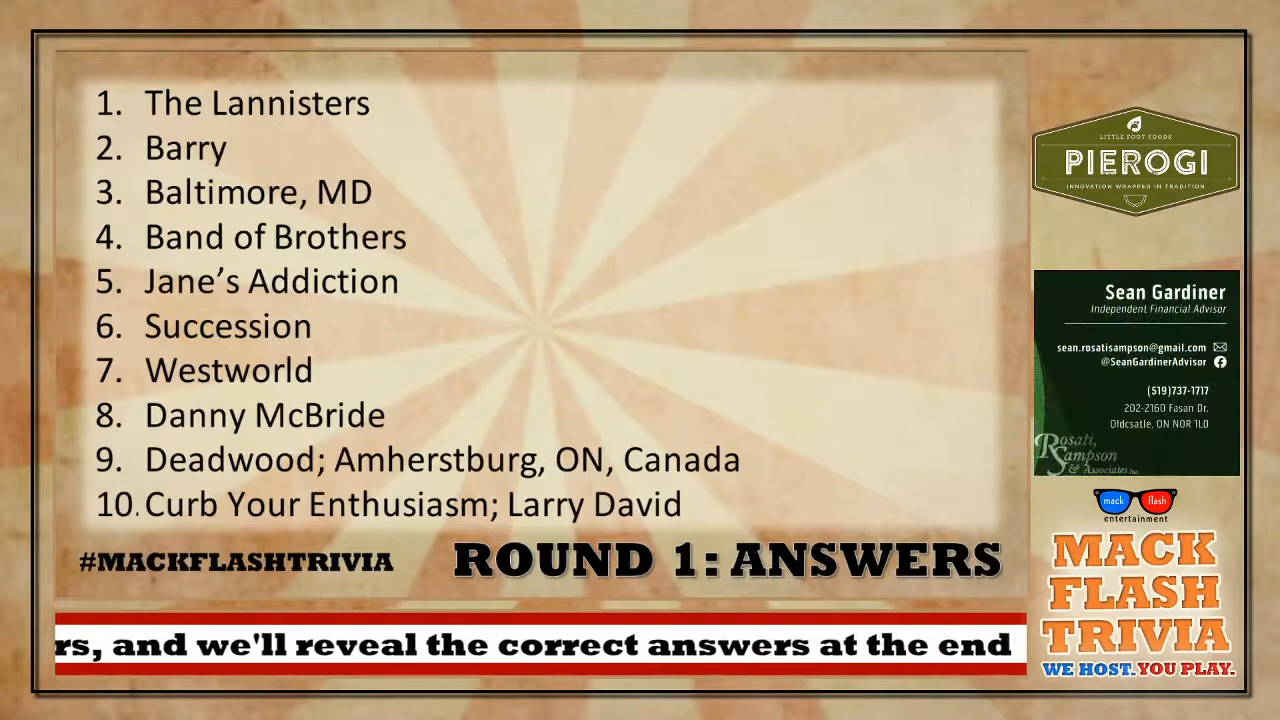 1. The Lannisters
2. Barry
3. Baltimore, MD
4. Band of Brothers
5. Jane’s Addiction
6. Succession
7. Westworld
8. Danny McBride
9. Deadwood; Amherstburg, ON, Canada
10. Curb Your Enthusiasm; Larry David
#MACKFLASHTRIVIA
ROUND 1: ANSWERS
rs, and we'll reveal the correct answers at the end
LITTLE FOOT FOODS
PIEROGI
INNOVATION WRAPPED IN TRADITION
Sean Gardiner
Independent Financial Advisor
sean.rosatisampson@gmail.com
@SeanGardinerAdvisor
(519)737-1717
202-2160 Fasan Dr.
Oldcsatle, ON N0R 1L0
Rosati,
Sampson
& Associates Inc.
mack flash
entertainment
MACK
FLASH
TRIVIA
WE HOST. YOU PLAY.